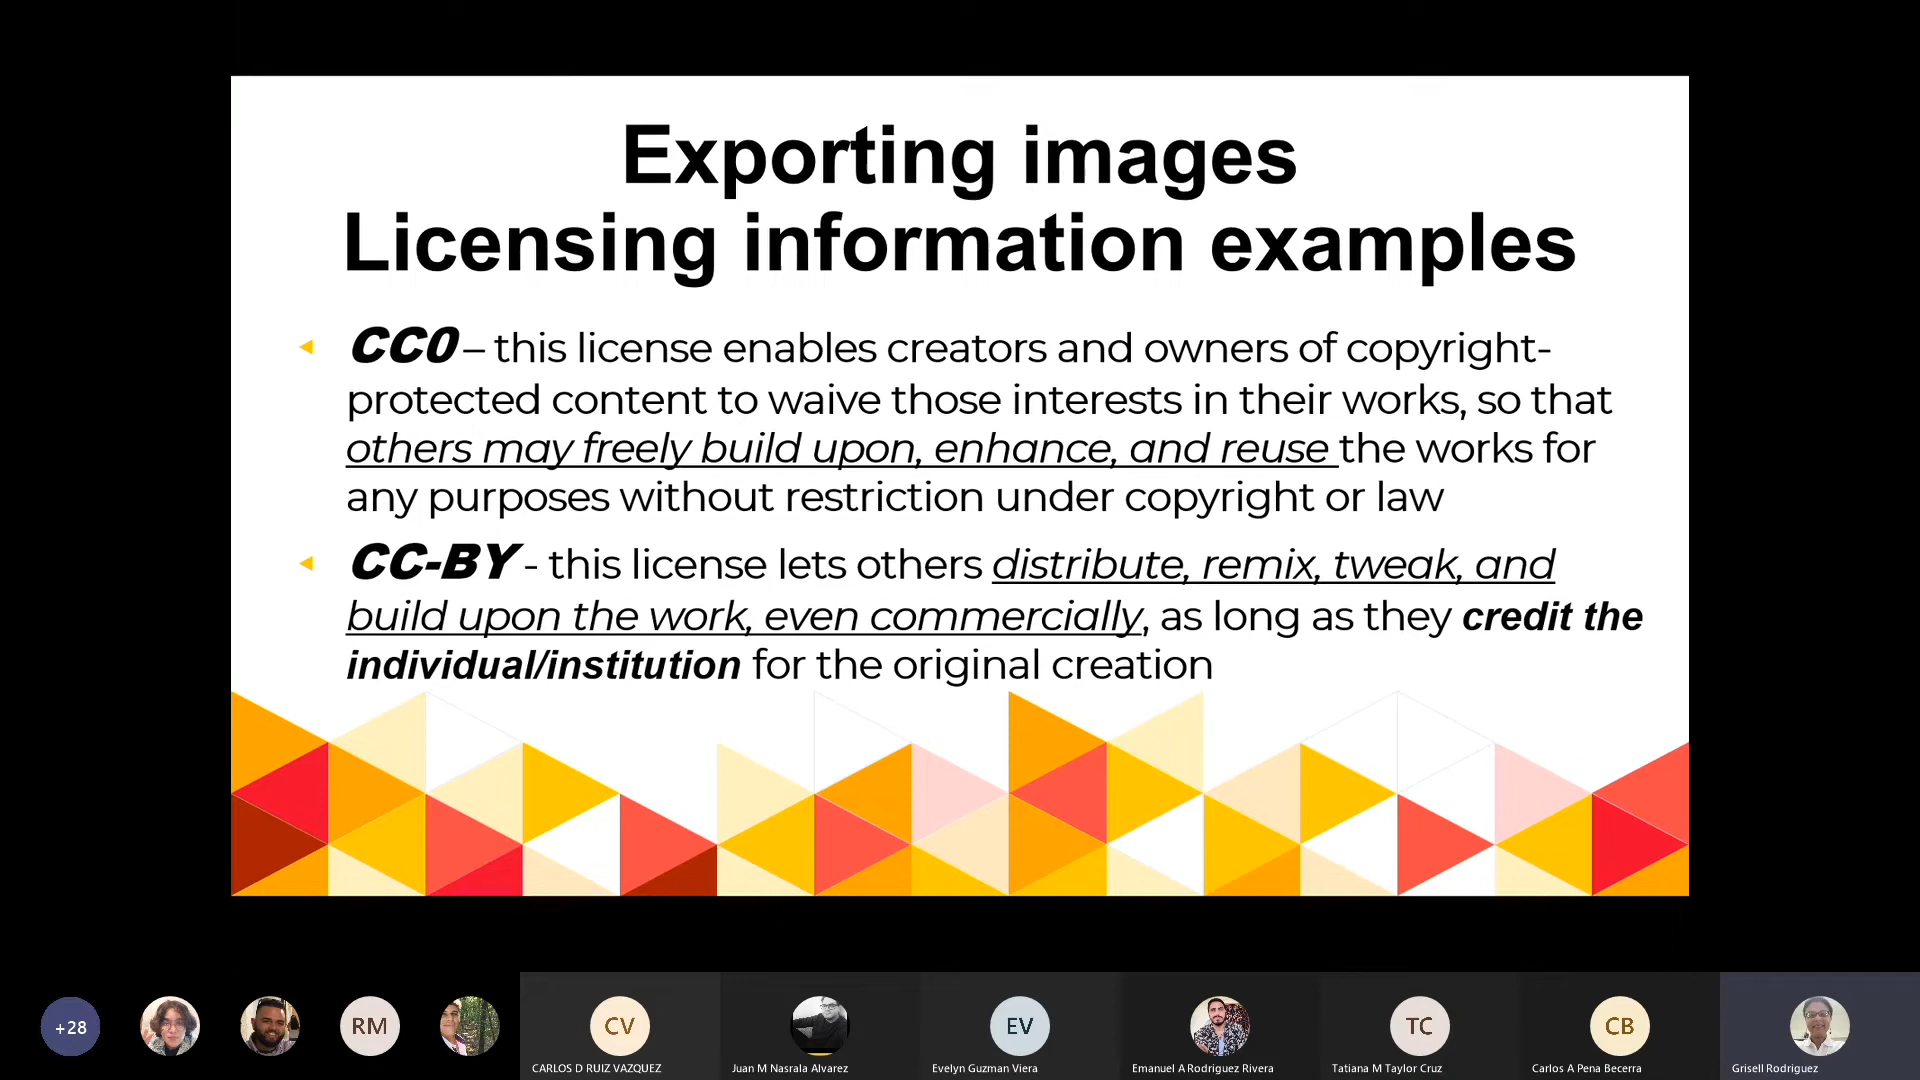 Exporting images
Licensing information examples
CC0 – this license enables creators and owners of copyright-
protected content to waive those interests in their works, so that
others may freely build upon, enhance, and reuse the works for
any purposes without restriction under copyright or law
CC-BY - this license lets others distribute, remix, tweak, and
build upon the work, even commercially, as long as they credit the
individual/institution for the original creation
+28
RM
CV
EV
TC
CB
CARLOS D RUIZ VAZQUEZ
Juan M Nasrala Alvarez
Evelyn Guzman Viera
Emanuel A Rodriguez Rivera
Tatiana M Taylor Cruz
Carlos A Pena Becerra
Grisell Rodriguez